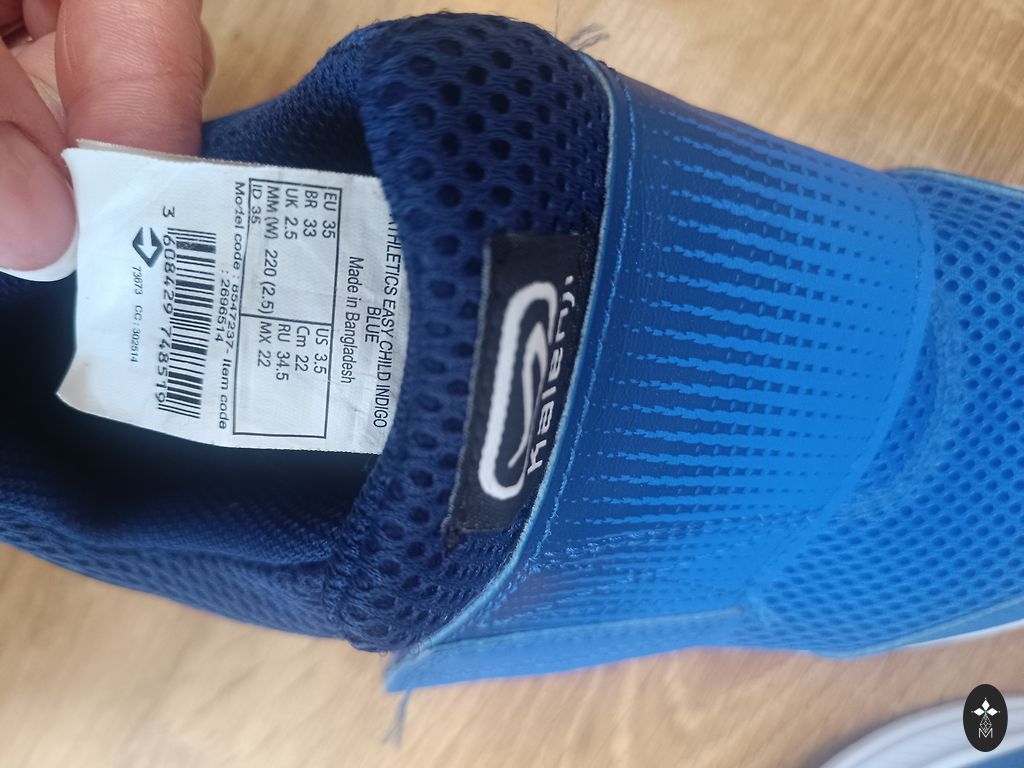 ATHLETICS EASY CHILD INDIGO
BLUE
Made in Bangladesh
EU 35
US 3.5
BR 33
Cm 22
UK 2.5
RU 34.5
MM (W) 220 (2.5)
MX 22
ID 35
Model code : 8547237- Item code
: 2696514
3 608429 748519
73673 CC : 302514
Kalenji.
M